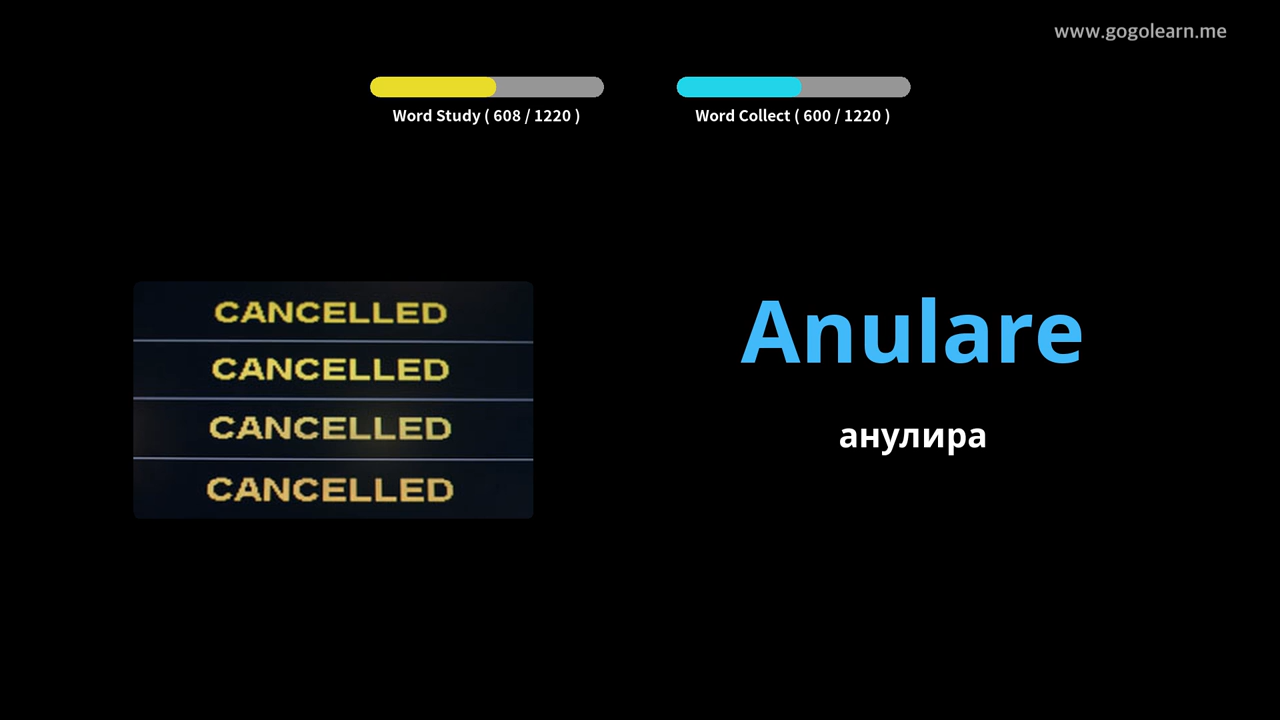 www.gogolearn.me
Word Study ( 608 / 1220 )
Word Collect ( 600 / 1220 )
CANCELLED
CANCELLED
CANCELLED
CANCELLED
Anulare
анулира